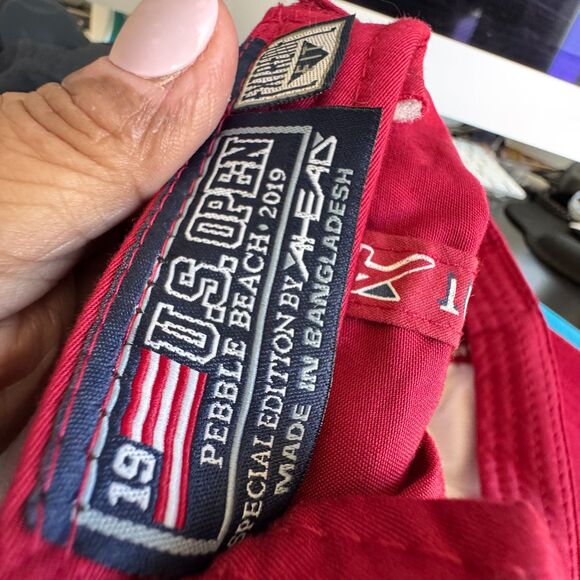 U.S. OPEN
PEBBLE BEACH • 2019
SPECIAL EDITION BY AHEAD
MADE IN BANGLADESH
19